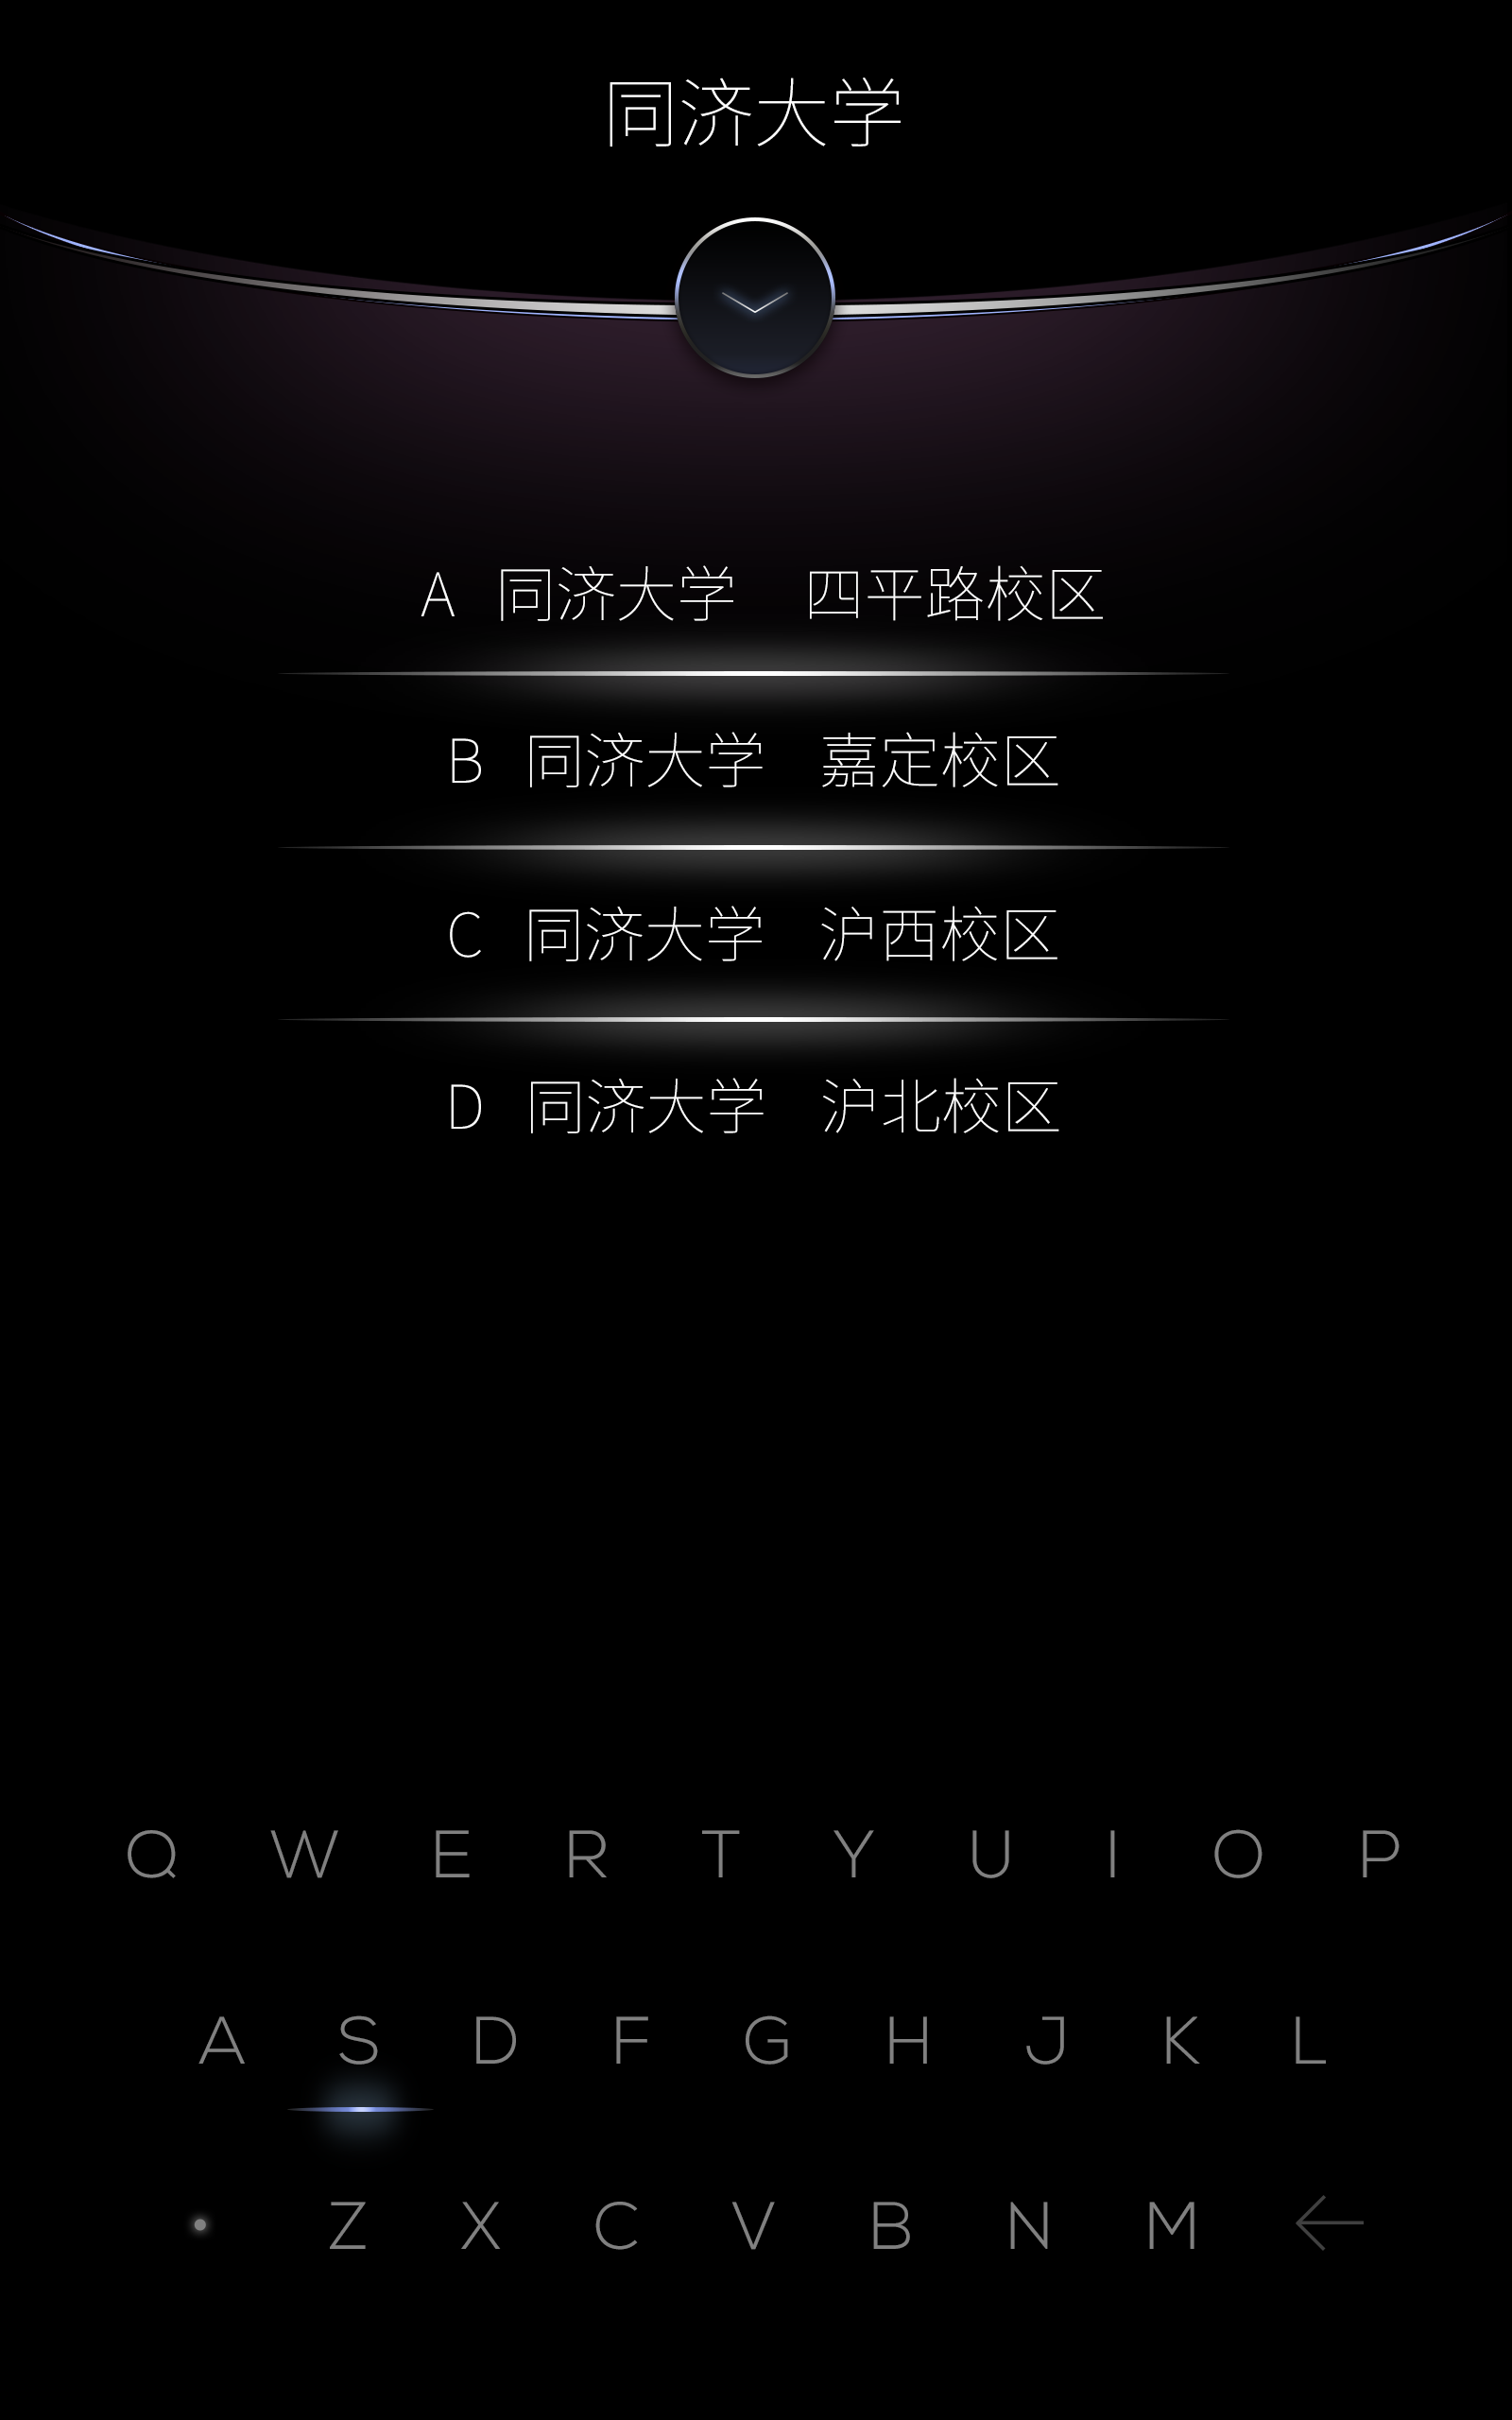 同济大学
A 同济大学 四平路校区
B 同济大学 嘉定校区
C 同济大学 沪西校区
D 同济大学 沪北校区
Q W E R T Y U I O P
A S D F G H J K L
Z X C V B N M